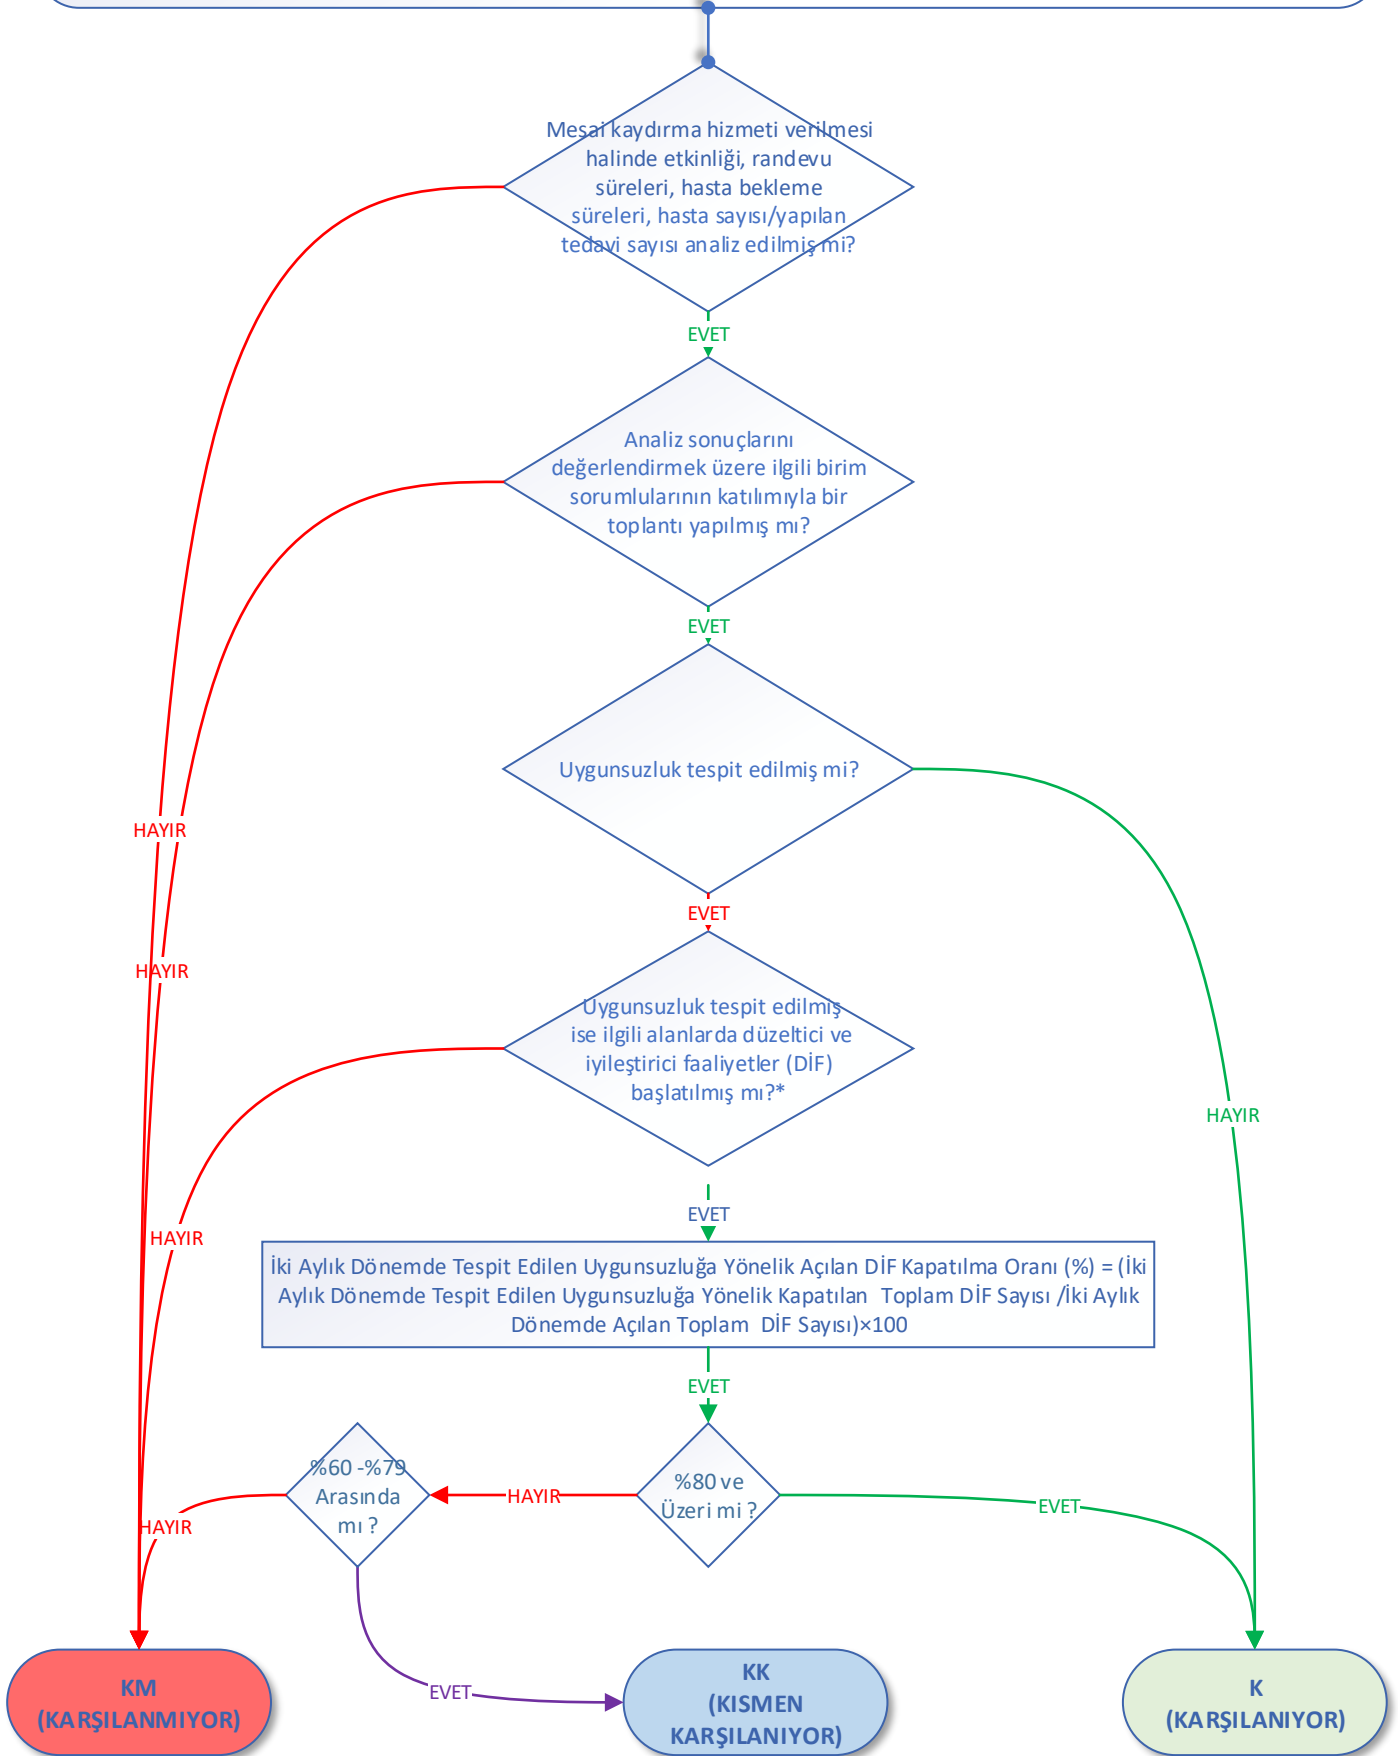 Mesai kaydırma hizmeti verilmesi
halinde etkinliği, randevu
süreleri, hasta bekleme
süreleri, hasta sayısı/yapılan
tedavi sayısı analiz edilmiş mi?
EVET
Analiz sonuçlarını
değerlendirmek üzere ilgili birim
sorumlularının katılımıyla bir
toplantı yapılmış mı?
EVET
Uygunsuzluk tespit edilmiş mi?
HAYIR
EVET
HAYIR
Uygunsuzluk tespit edilmiş
ise ilgili alanlarda düzeltici ve
iyileştirici faaliyetler (DİF)
başlatılmış mı?*
HAYIR
EVET
HAYIR
İki Aylık Dönemde Tespit Edilen Uygunsuzluğa Yönelik Açılan DİF Kapatılma Oranı (%) = (İki
Aylık Dönemde Tespit Edilen Uygunsuzluğa Yönelik Kapatılan Toplam DİF Sayısı /İki Aylık
Dönemde Açılan Toplam DİF Sayısı)×100
EVET
%60 -%79
Arasında
mı ?
HAYIR
%80 ve
Üzeri mi ?
EVET
HAYIR
EVET
KM
(KARŞILANMIYOR)
KK
(KISMEN
KARŞILANIYOR)
K
(KARŞILANIYOR)